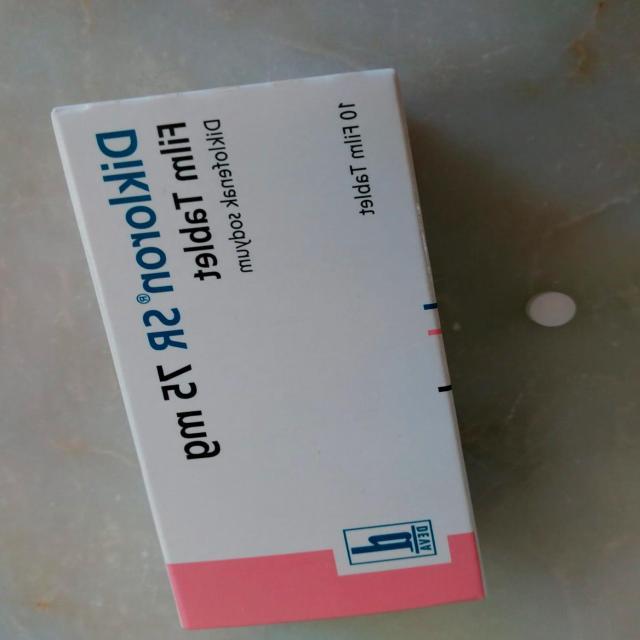 Dikloron® SR 75 mg
Film Tablet
Diklofenak sodyum
10 Film Tablet
DEVA